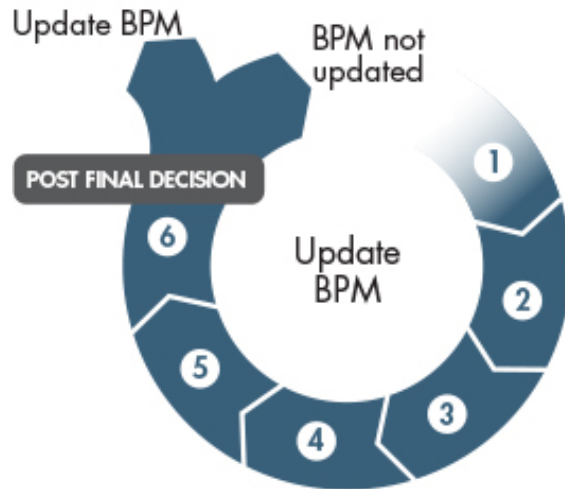 Update BPM
BPM not
updated
1
POST FINAL DECISION
6
Update
BPM
2
5
3
4